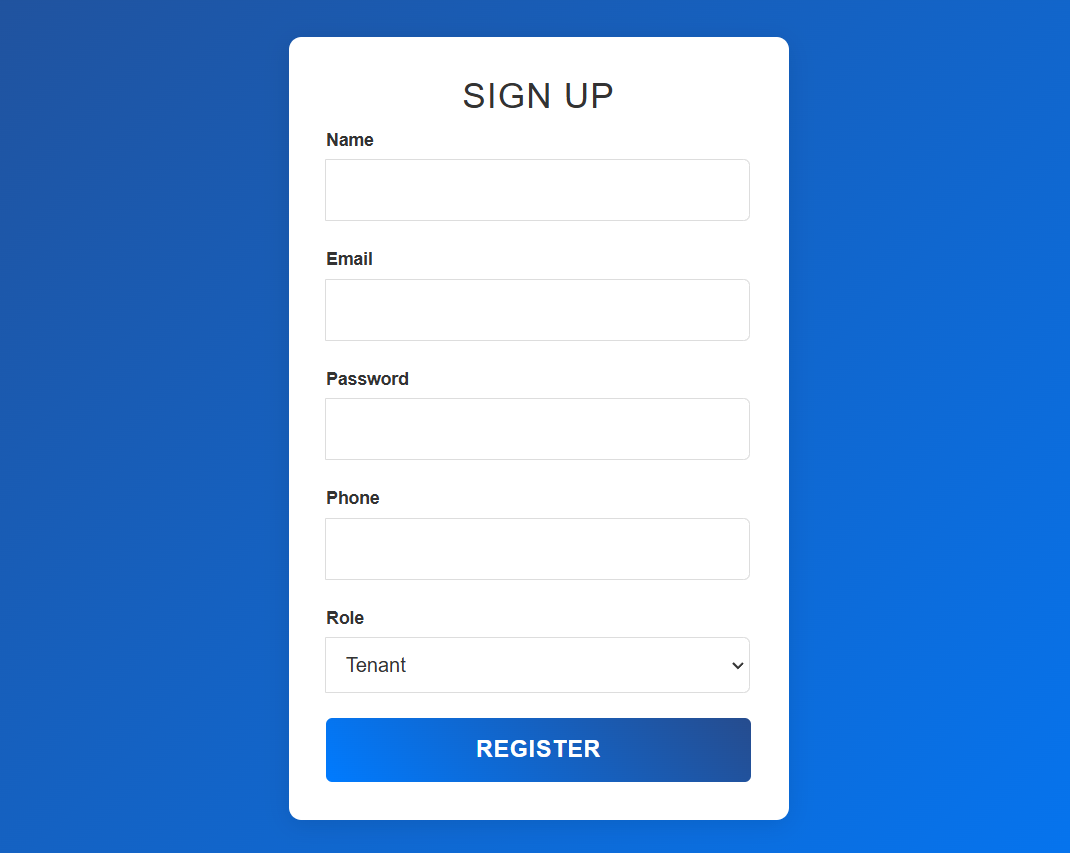 SIGN UP
Name
Email
Password
Phone
Role
Tenant
REGISTER